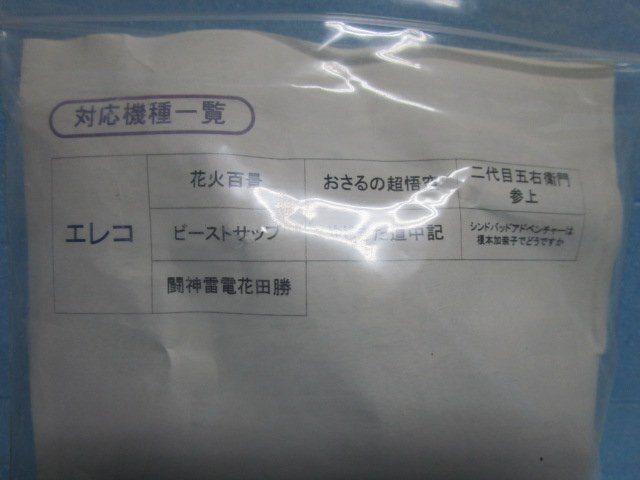 対応機種一覧
エレコ
花火百景
おさるの超悟空
二代目五右衛門
参上
ビーストサップ
道中記
シンドバッドアドベンチャーは
榎本加奈子でどうですか
闘神雷電花田勝